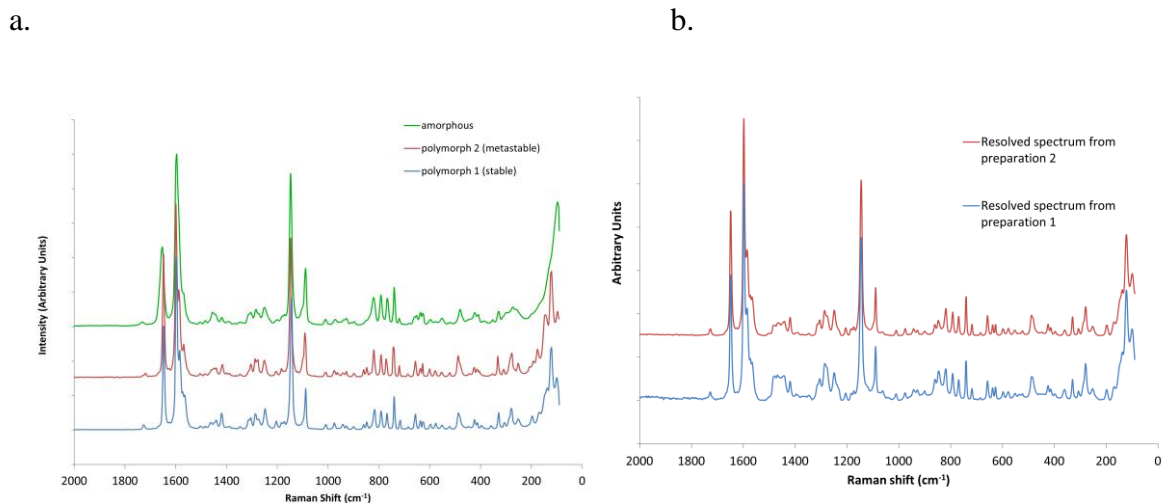 a.
b.
Intensity (Arbitrary Units)
amorphous
polymorph 2 (metastable)
polymorph 1 (stable)
2000 1800 1600 1400 1200 1000 800 600 400 200 0
Raman Shift (cm-1)
Arbitrary Units
Resolved spectrum from
preparation 2
Resolved spectrum from
preparation 1
2000 1800 1600 1400 1200 1000 800 600 400 200 0
Raman shift (cm-1)